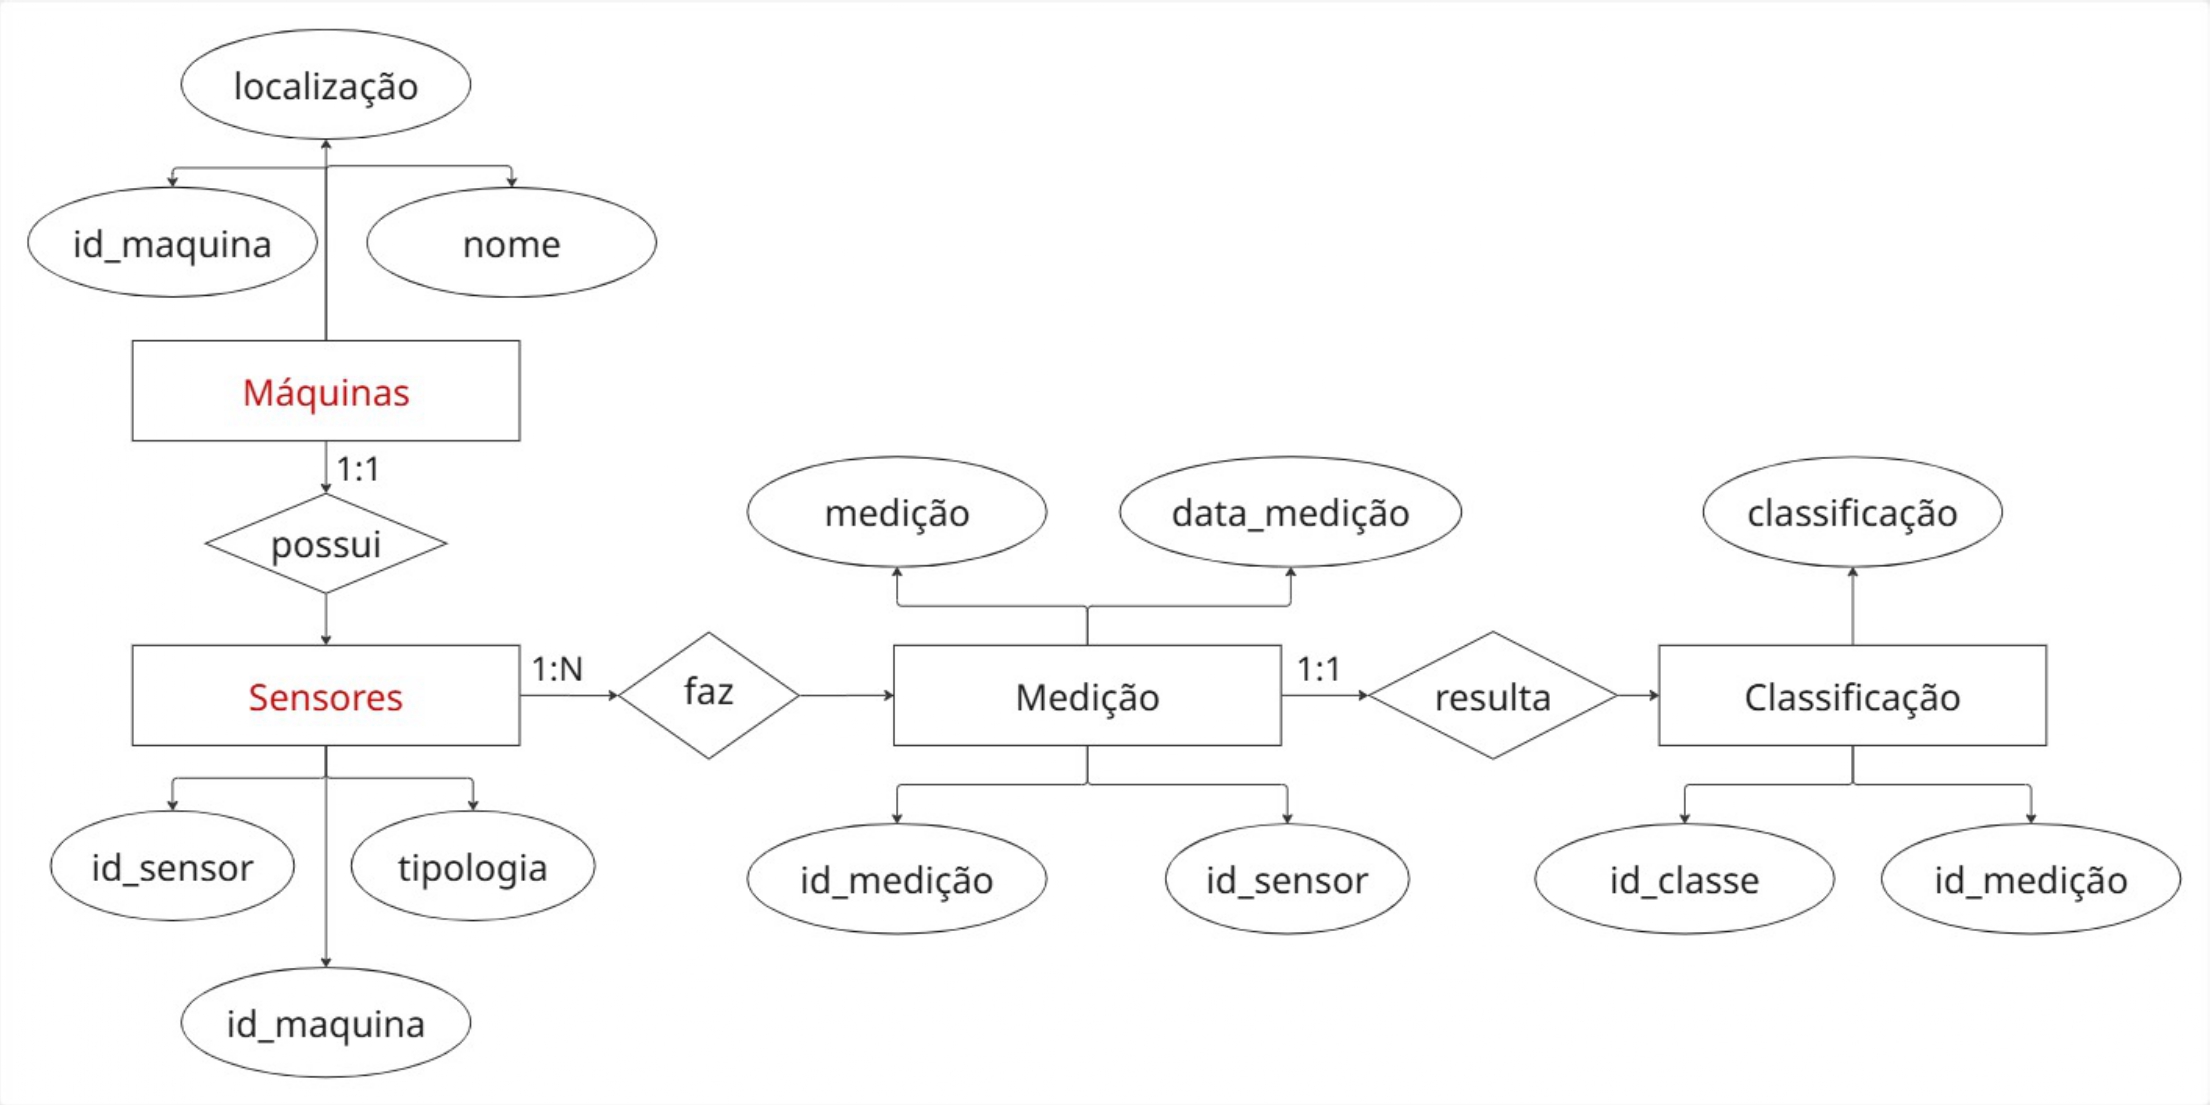 localização
id_maquina
nome
Máquinas
1:1
possui
Sensores
1:N
faz
medição
data_medição
Medição
1:1
resulta
classificação
Classificação
id_sensor
tipologia
id_maquina
id_medição
id_sensor
id_classe
id_medição